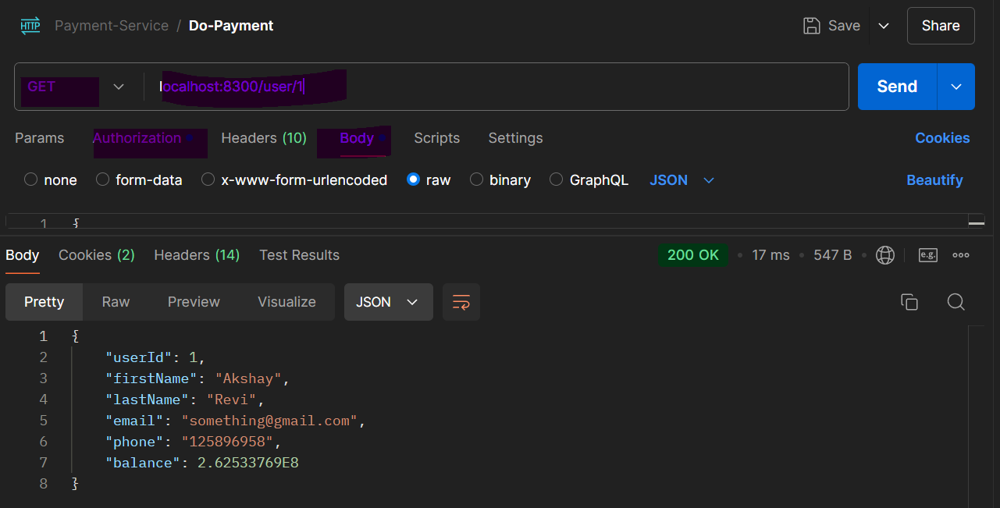 HTTP Payment-Service / Do-Payment Save Share
GET localhost:8300/user/1 Send
Params Authorization Headers (10) Body Scripts Settings Cookies
none form-data x-www-form-urlencoded raw binary GraphQL JSON Beautify
1 {
Body Cookies (2) Headers (14) Test Results 200 OK • 17 ms • 547 B • e.g.
Pretty Raw Preview Visualize JSON
1 {
2 "userId": 1,
3 "firstName": "Akshay",
4 "lastName": "Revi",
5 "email": "something@gmail.com",
6 "phone": "125896958",
7 "balance": 2.62533769E8
8 }